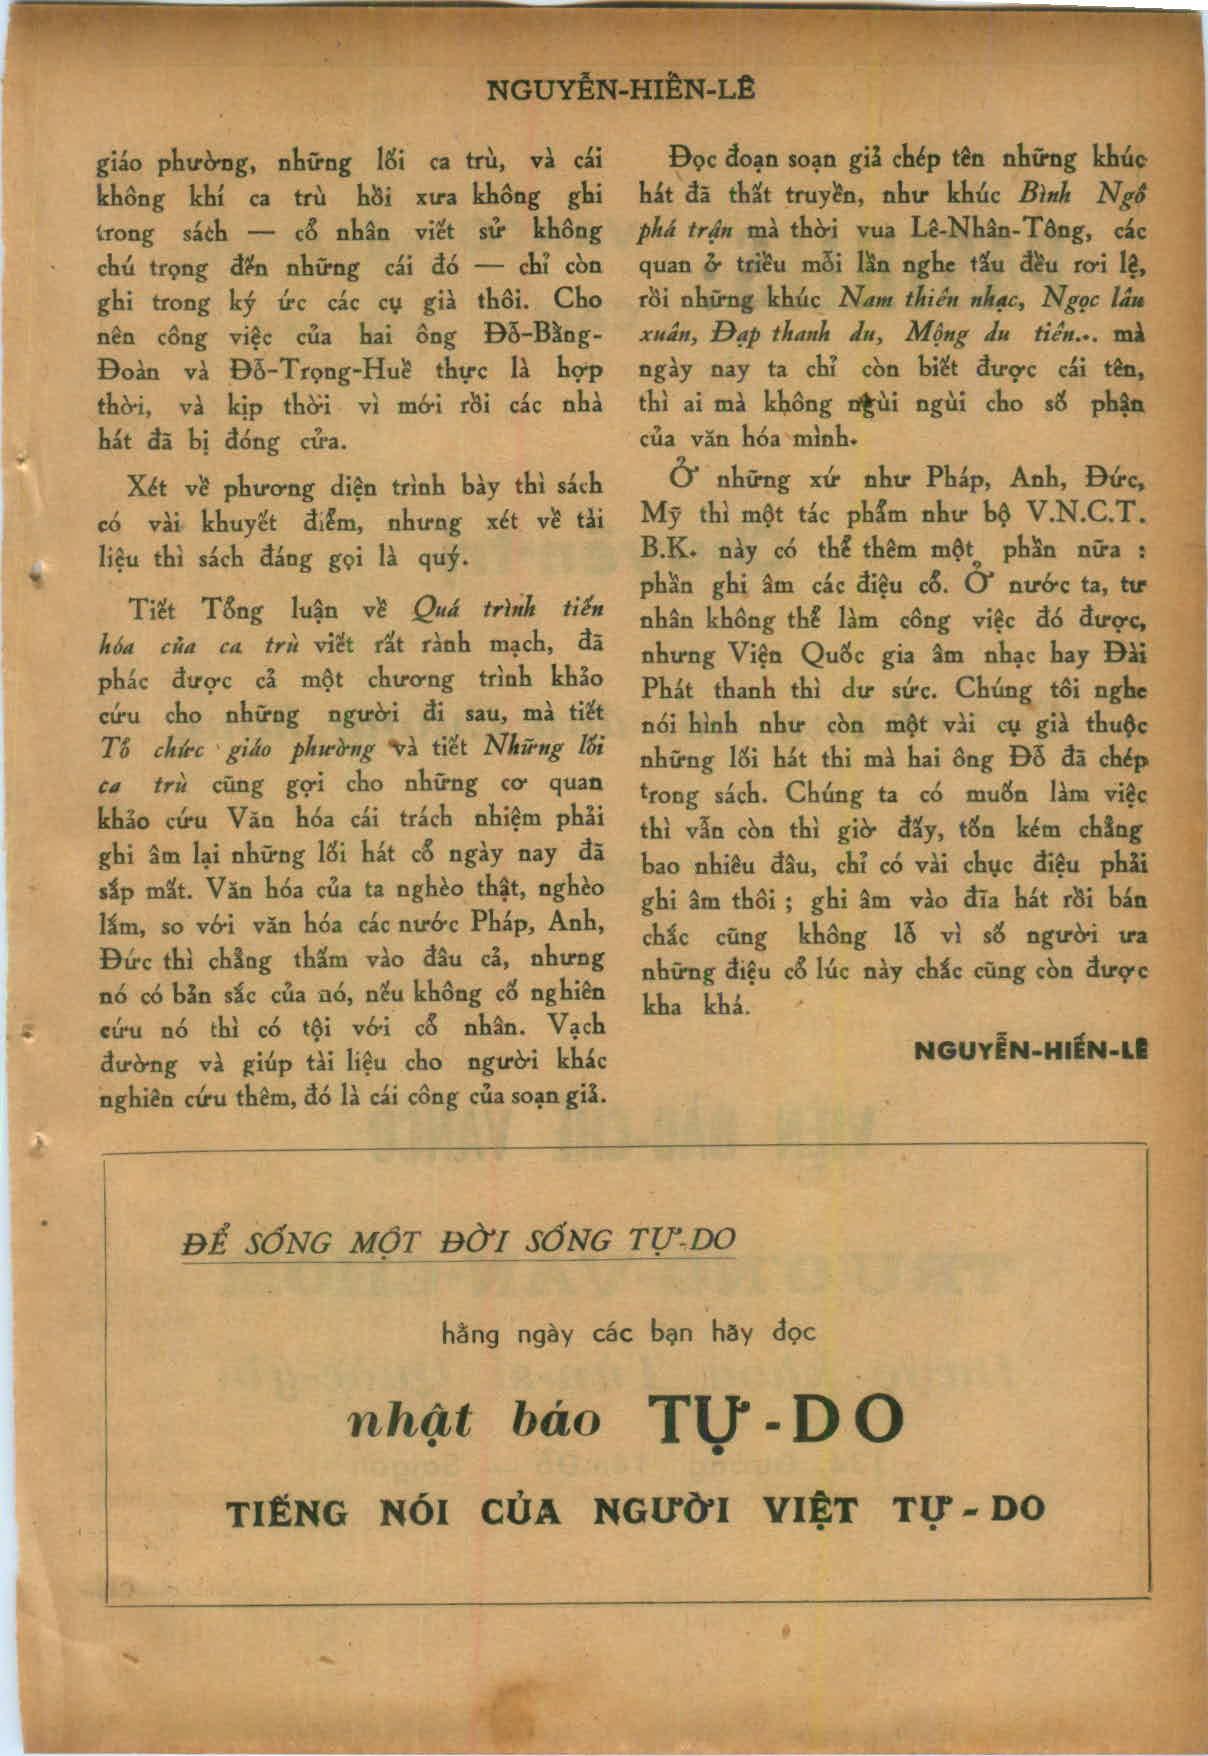 NGUYỄN-HIỀN-LÊ
giáo phường, những lối ca trù, và cái
không khí ca trù hồi xưa không ghi
trong sách — cổ nhân viết sử không
chú trọng đến những cái đó — chỉ còn
ghi trong ký ức các cụ già thôi. Cho
nên công việc của hai ông Đỗ-Bằng-
Đoàn và Đỗ-Trọng-Huề thực là hợp
thời, và kịp thời vì mới rồi các nhà
hát đã bị đóng cửa.
Xét về phương diện trình bày thì sách
có vài khuyết điểm, nhưng xét về tài
liệu thì sách đáng gọi là quý.
Tiết Tổng luận về Quá trình tiến
hóa của ca trù viết rất rành mạch, đã
phác được cả một chương trình khảo
cứu cho những người đi sau, mà tiết
Tổ chức giáo phường và tiết Những lối
ca trù cũng gợi cho những cơ quan
khảo cứu Văn hóa cái trách nhiệm phải
ghi âm lại những lối hát cổ ngày nay đã
sắp mất. Văn hóa của ta nghèo thật, nghèo
lắm, so với văn hóa các nước Pháp, Anh,
Đức thì chẳng thấm vào đâu cả, nhưng
nó có bản sắc của nó, nếu không cố nghiên
cứu nó thì có tội với cổ nhân. Vạch
đường và giúp tài liệu cho người khác
nghiên cứu thêm, đó là cái công của soạn giả.
Đọc đoạn soạn giả chép tên những khúc
hát đã thất truyền, như khúc Bình Ngô
phá trận mà thời vua Lê-Nhân-Tông, các
quan ở triều mỗi lần nghe tấu đều rơi lệ,
rồi những khúc Nam thiên nhạc, Ngọc lâu
xuân, Đạp thanh du, Mộng du tiên... mà
ngày nay ta chỉ còn biết được cái tên,
thì ai mà không ngùi ngùi cho số phận
của văn hóa mình.
Ở những xứ như Pháp, Anh, Đức,
Mỹ thì một tác phẩm như bộ V.N.C.T.
B.K. này có thể thêm một phần nữa :
phần ghi âm các điệu cổ. Ở nước ta, tư
nhân không thể làm công việc đó được,
nhưng Viện Quốc gia âm nhạc hay Đài
Phát thanh thì dư sức. Chúng tôi nghe
nói hình như còn một vài cụ già thuộc
những lối hát thi mà hai ông Đỗ đã chép
trong sách. Chúng ta có muốn làm việc
thì vẫn còn thì giờ đấy, tốn kém chẳng
bao nhiêu đâu, chỉ có vài chục điệu phải
ghi âm thôi ; ghi âm vào đĩa hát rồi bán
chắc cũng không lỗ vì số người ưa
những điệu cổ lúc này chắc cũng còn được
kha khá.
NGUYỄN-HIẾN-LÊ
ĐỂ SỐNG MỘT ĐỜI SỐNG TỰ-DO
hằng ngày các bạn hãy đọc
nhật báo TỰ-DO
TIẾNG NÓI CỦA NGƯỜI VIỆT TỰ-DO